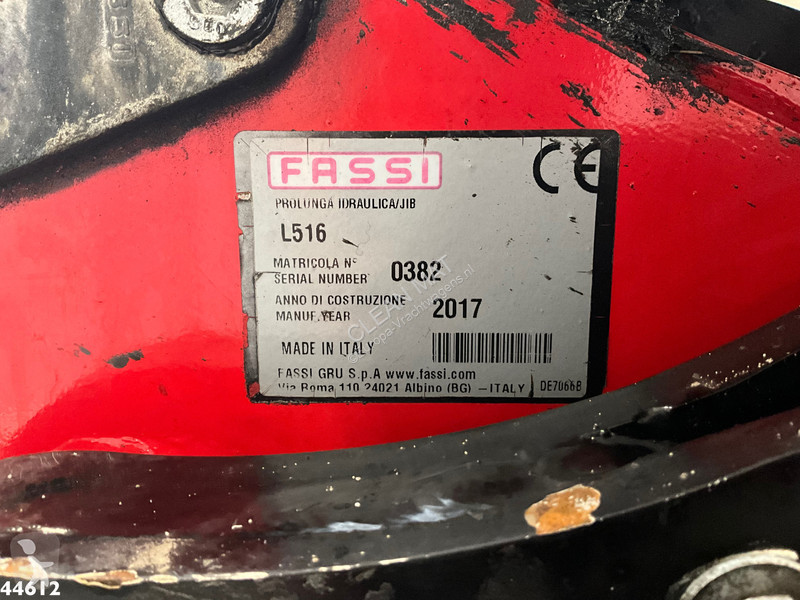 FASSI
CE
PROLUNGA IDRAULICA/JIB
L516
MATRICOLA N°
SERIAL NUMBER 0382
ANNO DI COSTRUZIONE
MANUF.YEAR 2017
MADE IN ITALY
FASSI GRU S.p.A www.fassi.com
Via Roma 110 24021 Albino (BG) – ITALY DE7066B
44612